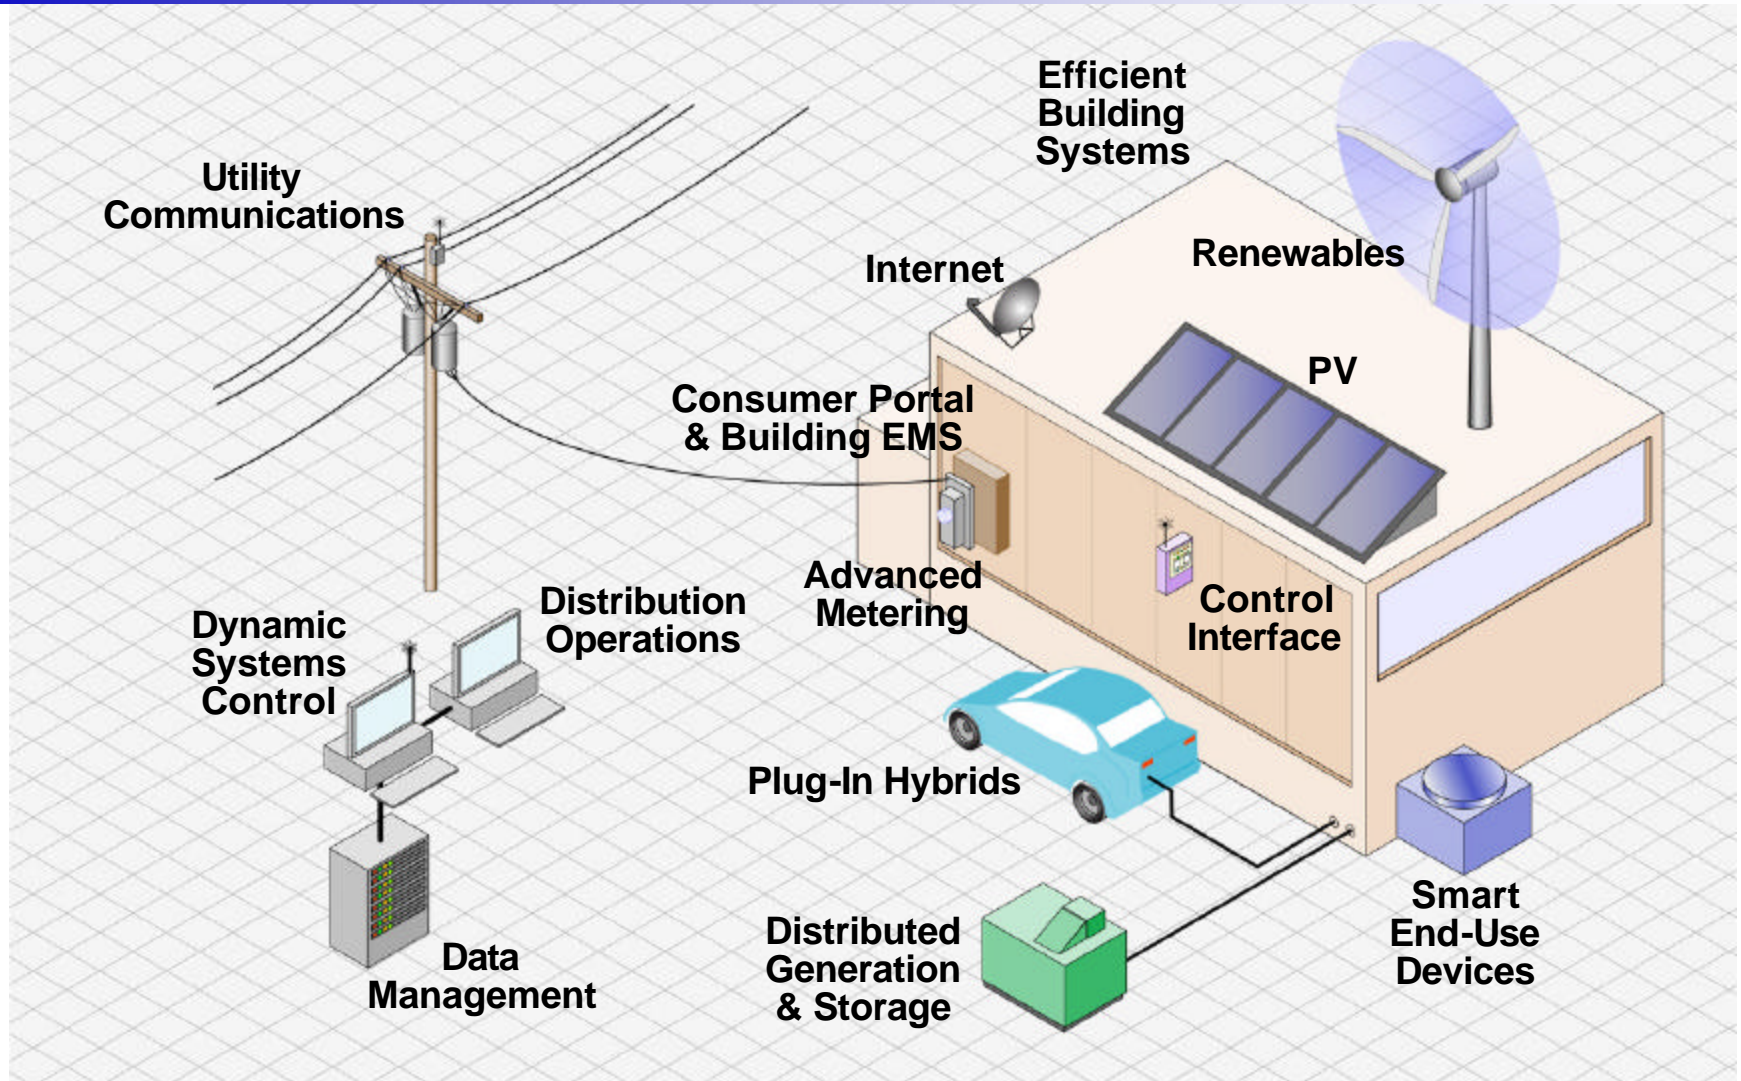 Efficient
Building
Systems
Utility
Communications
Renewables
Internet
PV
Consumer Portal
& Building EMS
Advanced
Metering
Control
Interface
Distribution
Operations
Dynamic
Systems
Control
Plug-In Hybrids
Smart
End-Use
Devices
Distributed
Generation
& Storage
Data
Management